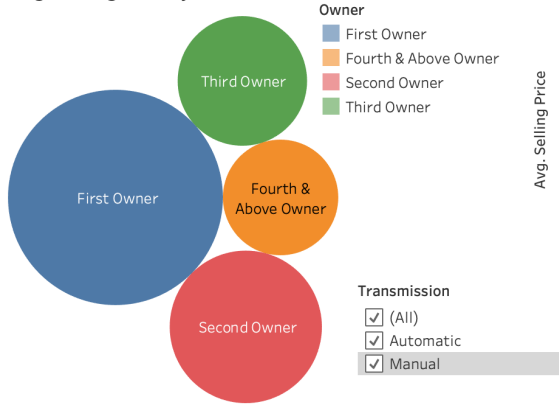 Owner
First Owner
Fourth & Above Owner
Second Owner
Third Owner
Third Owner
First Owner
Fourth &
Above Owner
Second Owner
Avg. Selling Price
Transmission
(All)
Automatic
Manual